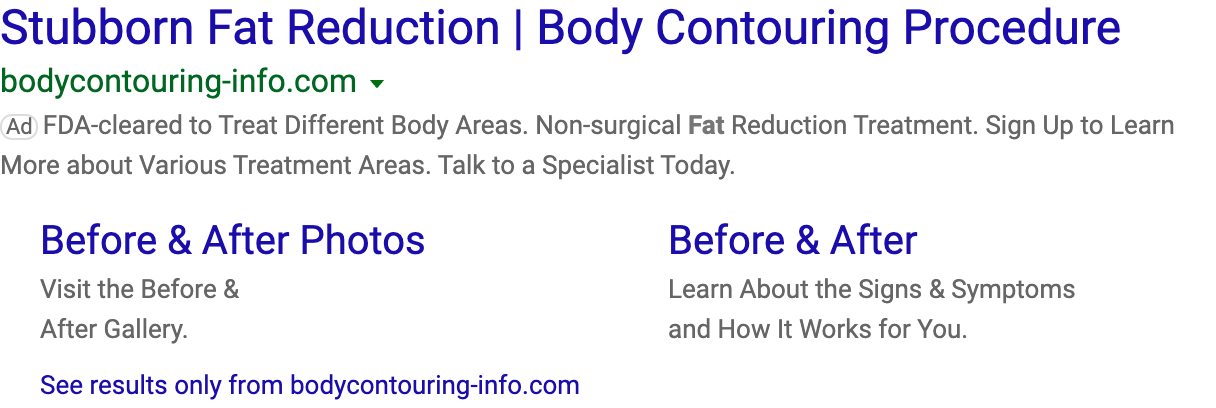 Stubborn Fat Reduction | Body Contouring Procedure
bodycontouring-info.com
Ad FDA-cleared to Treat Different Body Areas. Non-surgical Fat Reduction Treatment. Sign Up to Learn
More about Various Treatment Areas. Talk to a Specialist Today.
Before & After Photos
Visit the Before &
After Gallery.
Before & After
Learn About the Signs & Symptoms
and How It Works for You.
See results only from bodycontouring-info.com